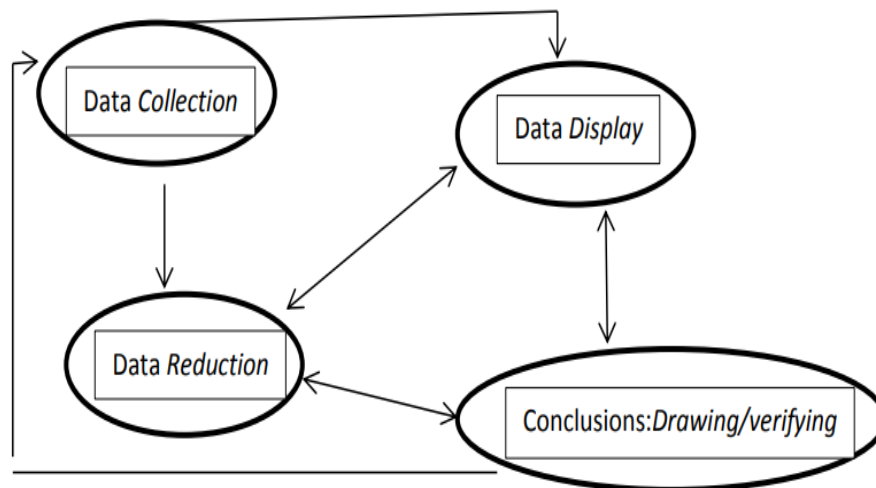 Data Collection
Data Display
Data Reduction
Conclusions:Drawing/verifying